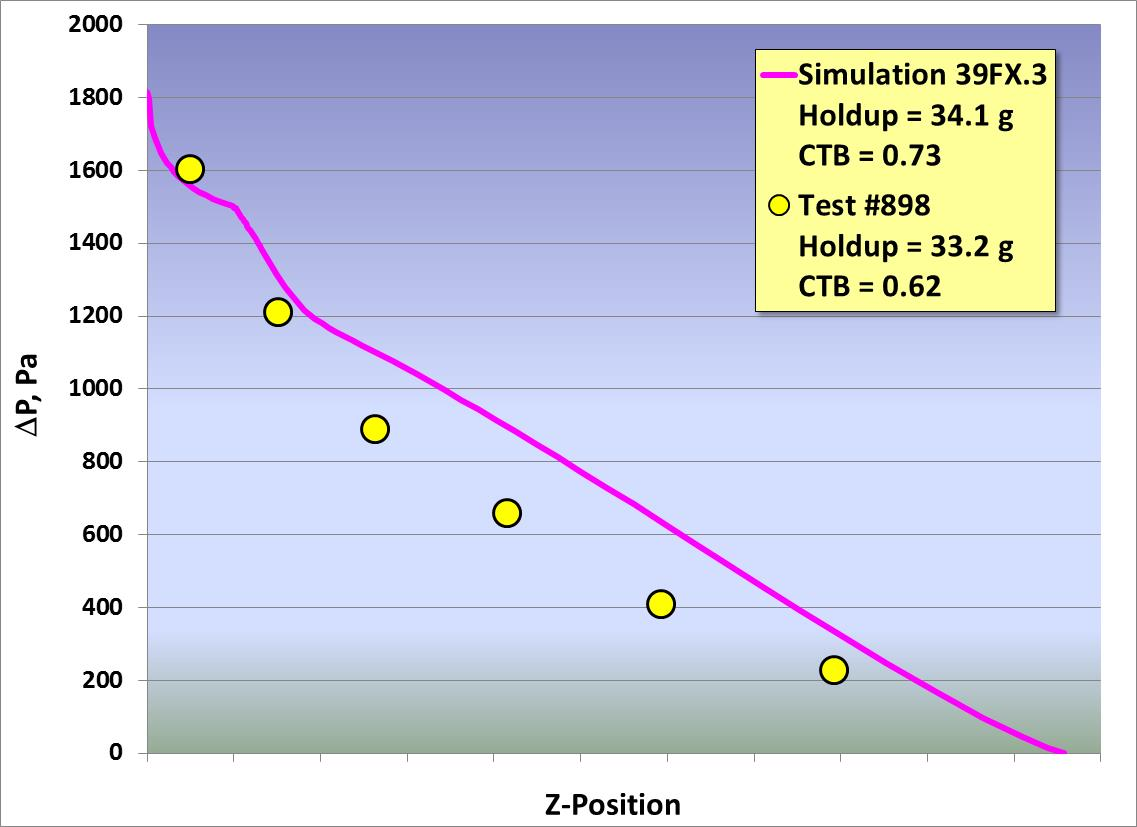 2000
1800
1600
1400
1200
1000
800
600
400
200
0
ΔP, Pa
Z-Position
Simulation 39FX.3
Holdup = 34.1 g
CTB = 0.73
Test #898
Holdup = 33.2 g
CTB = 0.62